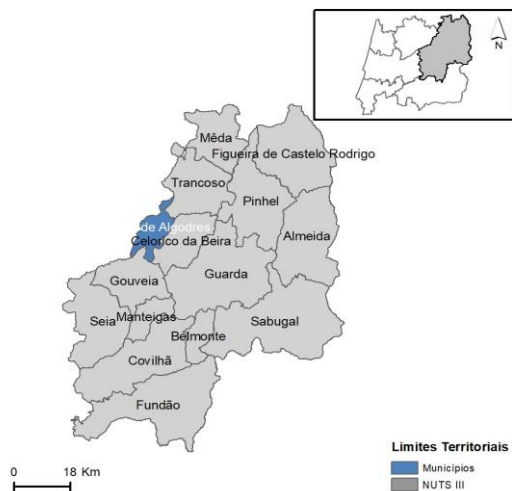 N
Mêda
Figueira de Castelo Rodrigo
Trancoso
Pinhel
de Algodres
Almeida
Celorico da Beira
Guarda
Gouveia
Manteigas
Seia
Sabugal
Belmonte
Covilhã
Fundão
Limites Territoriais
0 18 Km
Municípios
NUTS III